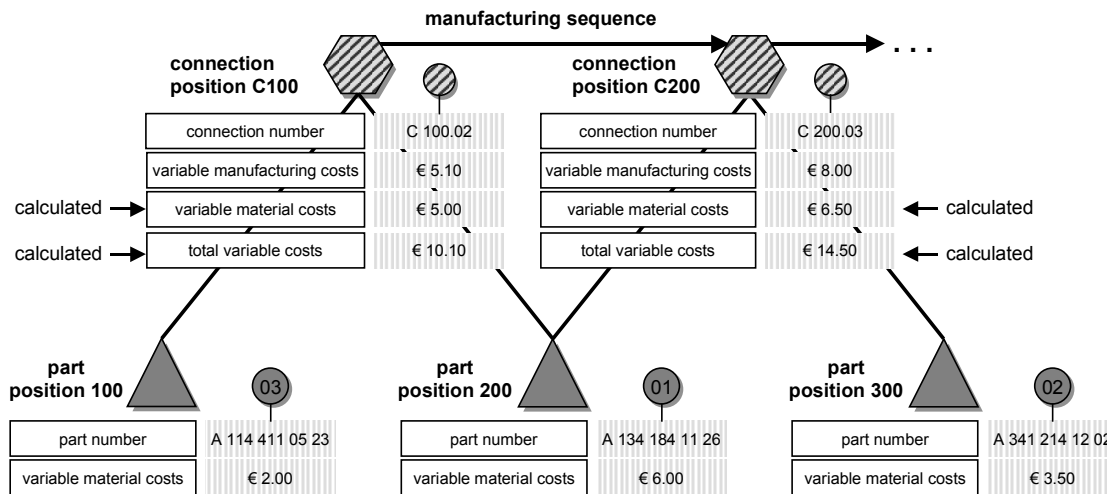 manufacturing sequence
. . .
connection
position C100
connection
position C200
connection number
C 100.02
connection number
C 200.03
variable manufacturing costs
€ 5.10
variable manufacturing costs
€ 8.00
calculated
variable material costs
€ 5.00
variable material costs
€ 6.50
calculated
calculated
total variable costs
€ 10.10
total variable costs
€ 14.50
calculated
part
position 100
03
part
position 200
01
part
position 300
02
part number
A 114 411 05 23
part number
A 134 184 11 26
part number
A 341 214 12 02
variable material costs
€ 2.00
variable material costs
€ 6.00
variable material costs
€ 3.50